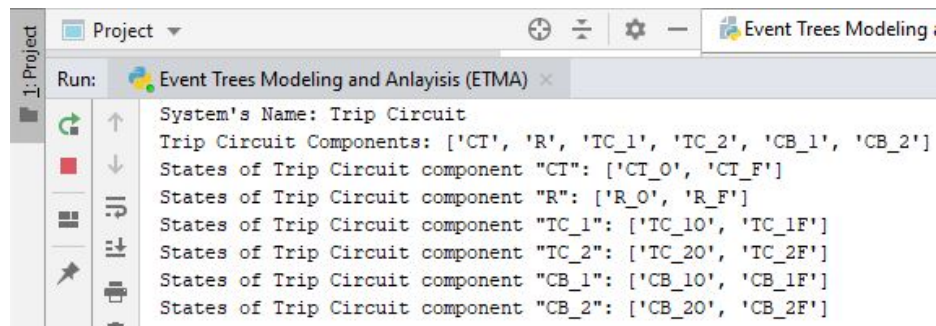 1: Project
Project
Event Trees Modeling
Run: Event Trees Modeling and Anlayisis (ETMA)
System's Name: Trip Circuit
Trip Circuit Components: ['CT', 'R', 'TC_1', 'TC_2', 'CB_1', 'CB_2']
States of Trip Circuit component "CT": ['CT_O', 'CT_F']
States of Trip Circuit component "R": ['R_O', 'R_F']
States of Trip Circuit component "TC_1": ['TC_1O', 'TC_1F']
States of Trip Circuit component "TC_2": ['TC_2O', 'TC_2F']
States of Trip Circuit component "CB_1": ['CB_1O', 'CB_1F']
States of Trip Circuit component "CB_2": ['CB_2O', 'CB_2F']